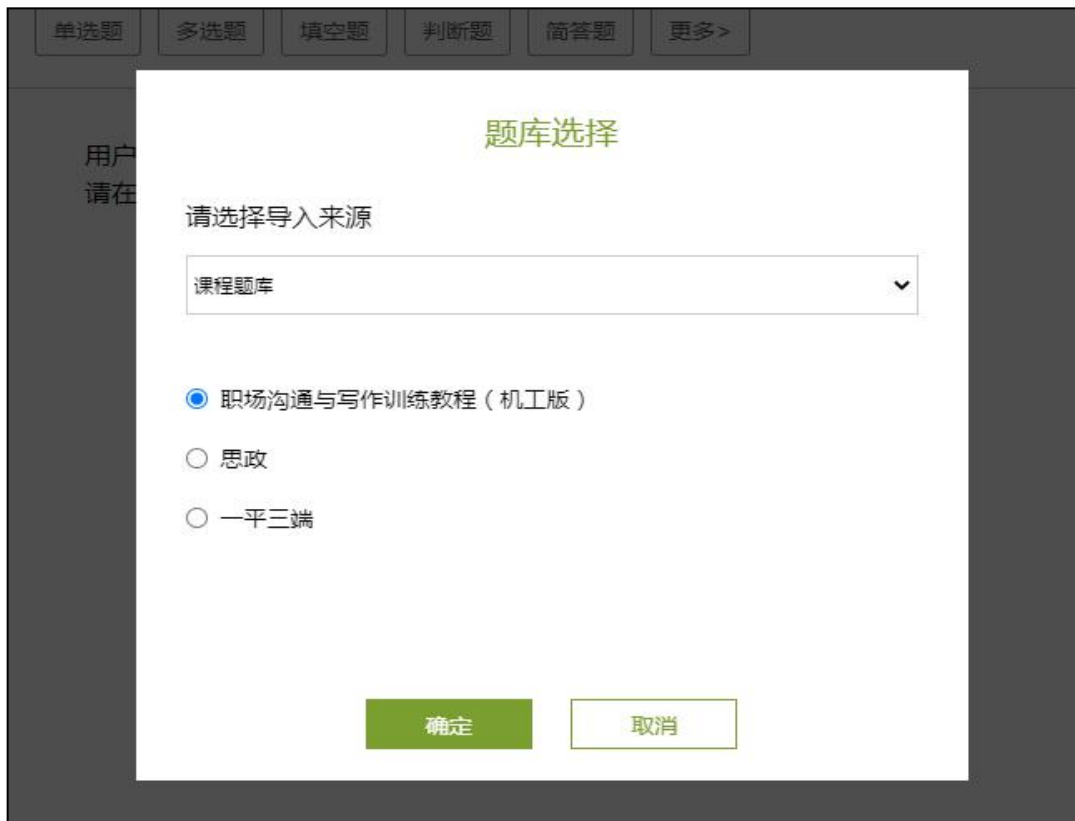 单选题 多选题 填空题 判断题 简答题 更多>
题库选择
用户
请在
请选择导入来源
课程题库
职场沟通与写作训练教程（机工版）
思政
一平三端
确定 取消